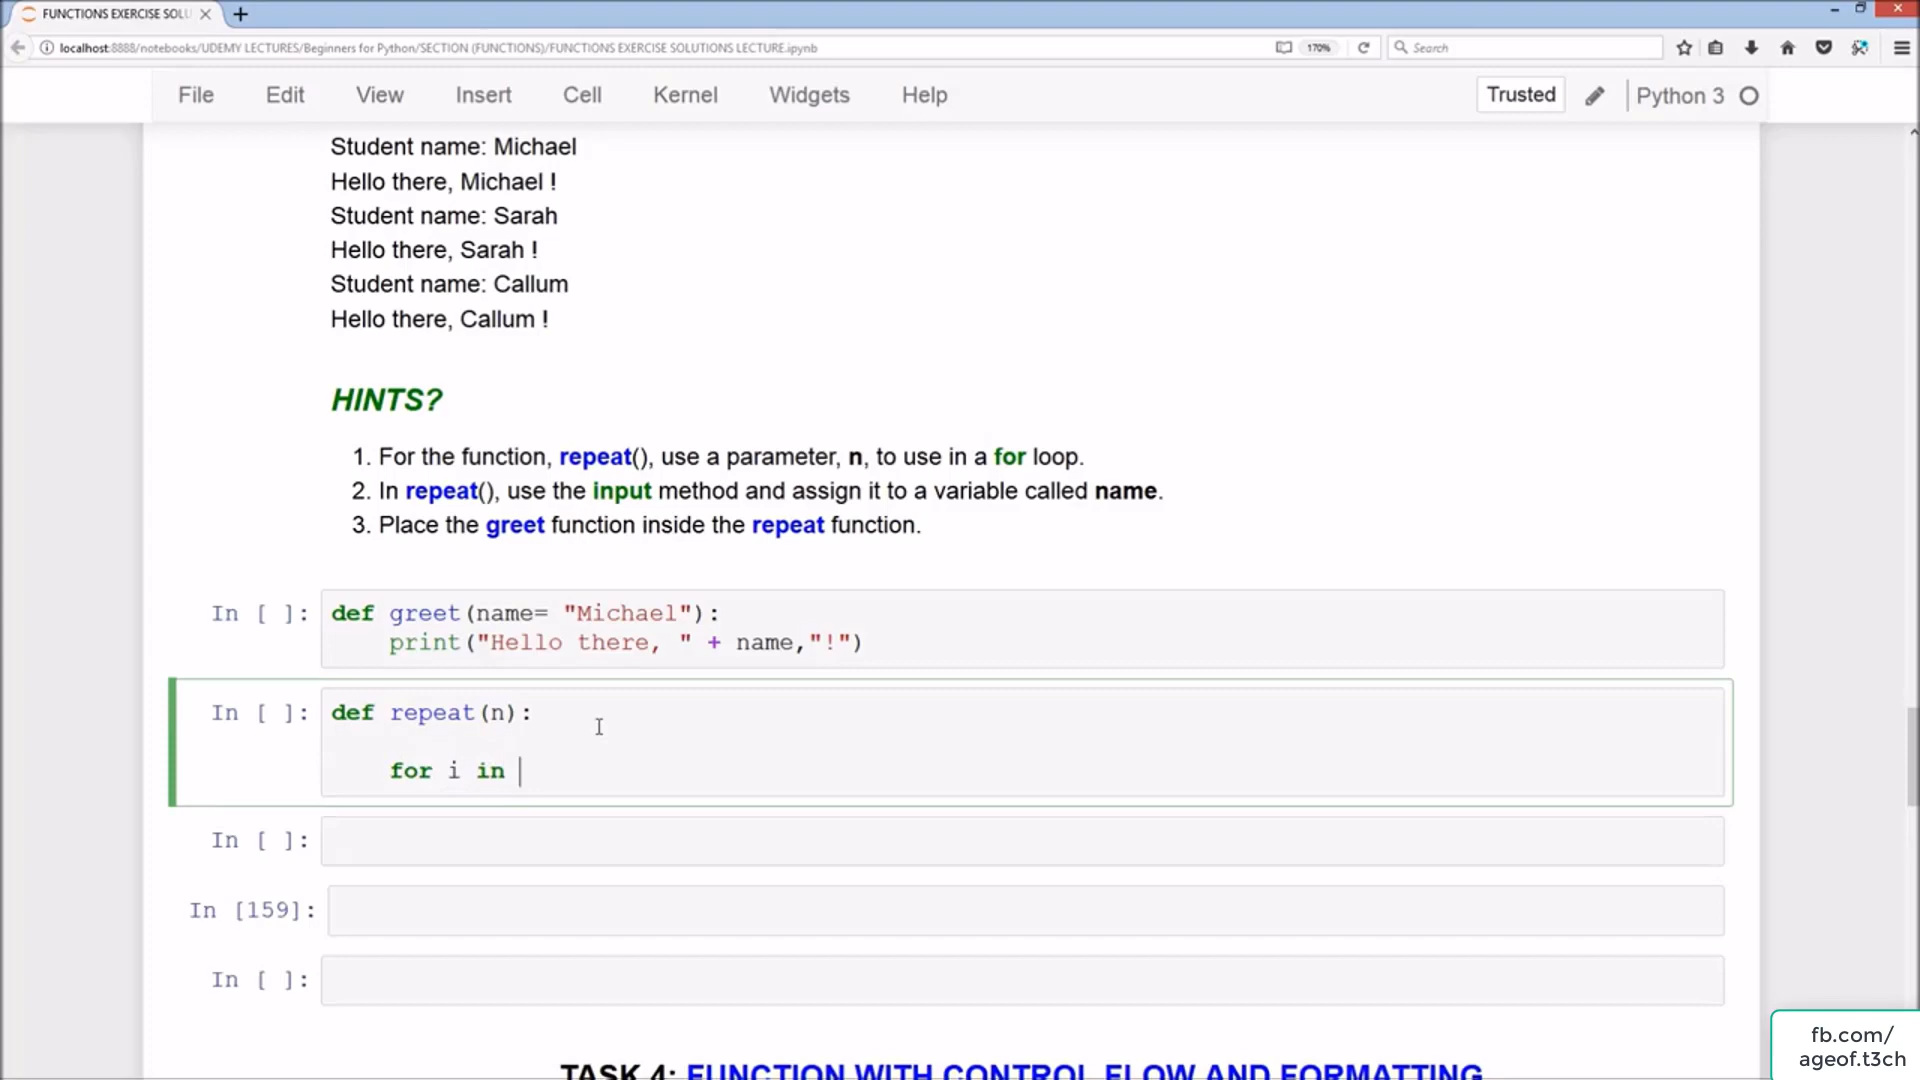 FUNCTIONS EXERCISE SOLU
localhost:8888/notebooks/UDEMY LECTURES/Beginners for Python/SECTION (FUNCTIONS)/FUNCTIONS EXERCISE SOLUTIONS LECTURE.ipynb
170%
Search
File Edit View Insert Cell Kernel Widgets Help
Trusted
Python 3
Student name: Michael
Hello there, Michael !
Student name: Sarah
Hello there, Sarah !
Student name: Callum
Hello there, Callum !
HINTS?
1. For the function, repeat(), use a parameter, n, to use in a for loop.
2. In repeat(), use the input method and assign it to a variable called name.
3. Place the greet function inside the repeat function.
In [ ]: def greet(name= "Michael"):
print("Hello there, " + name,"!")
In [ ]: def repeat(n):
for i in
In [ ]:
In [159]:
In [ ]:
TASK 4: FUNCTION WITH CONTROL FLOW AND FORMATTING
fb.com/
ageof.t3ch